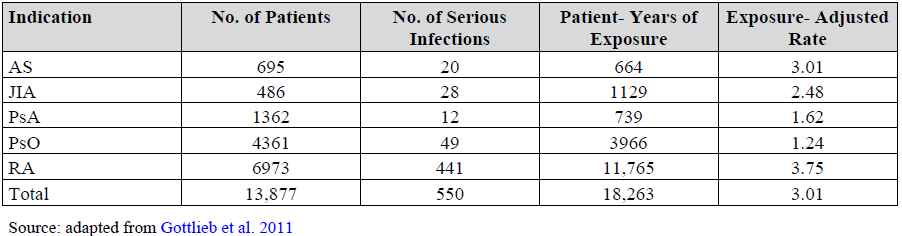 Indication No. of Patients No. of Serious Infections Patient- Years of Exposure Exposure- Adjusted Rate
AS 695 20 664 3.01
JIA 486 28 1129 2.48
PsA 1362 12 739 1.62
PsO 4361 49 3966 1.24
RA 6973 441 11,765 3.75
Total 13,877 550 18,263 3.01
Source: adapted from Gottlieb et al. 2011